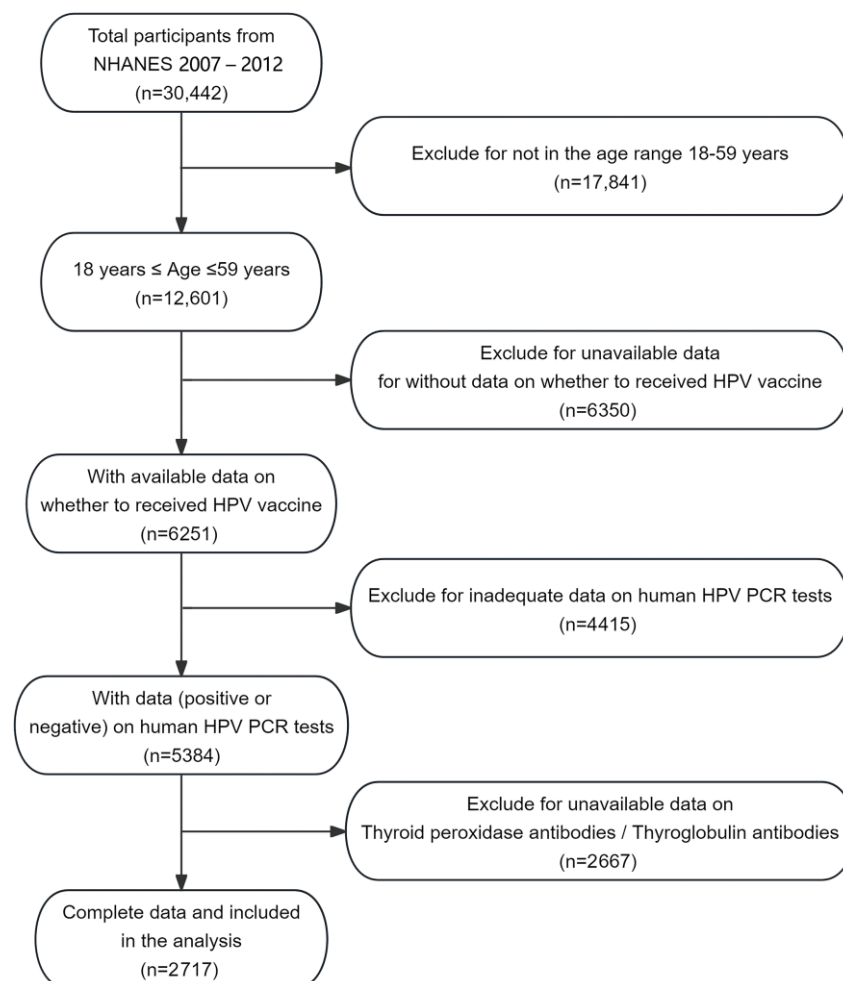 Total participants from
NHANES 2007 – 2012
(n=30,442)
Exclude for not in the age range 18-59 years
(n=17,841)
18 years ≤ Age ≤59 years
(n=12,601)
Exclude for unavailable data
for without data on whether to received HPV vaccine
(n=6350)
With available data on
whether to received HPV vaccine
(n=6251)
Exclude for inadequate data on human HPV PCR tests
(n=4415)
With data (positive or
negative) on human HPV PCR tests
(n=5384)
Exclude for unavailable data on
Thyroid peroxidase antibodies / Thyroglobulin antibodies
(n=2667)
Complete data and included
in the analysis
(n=2717)